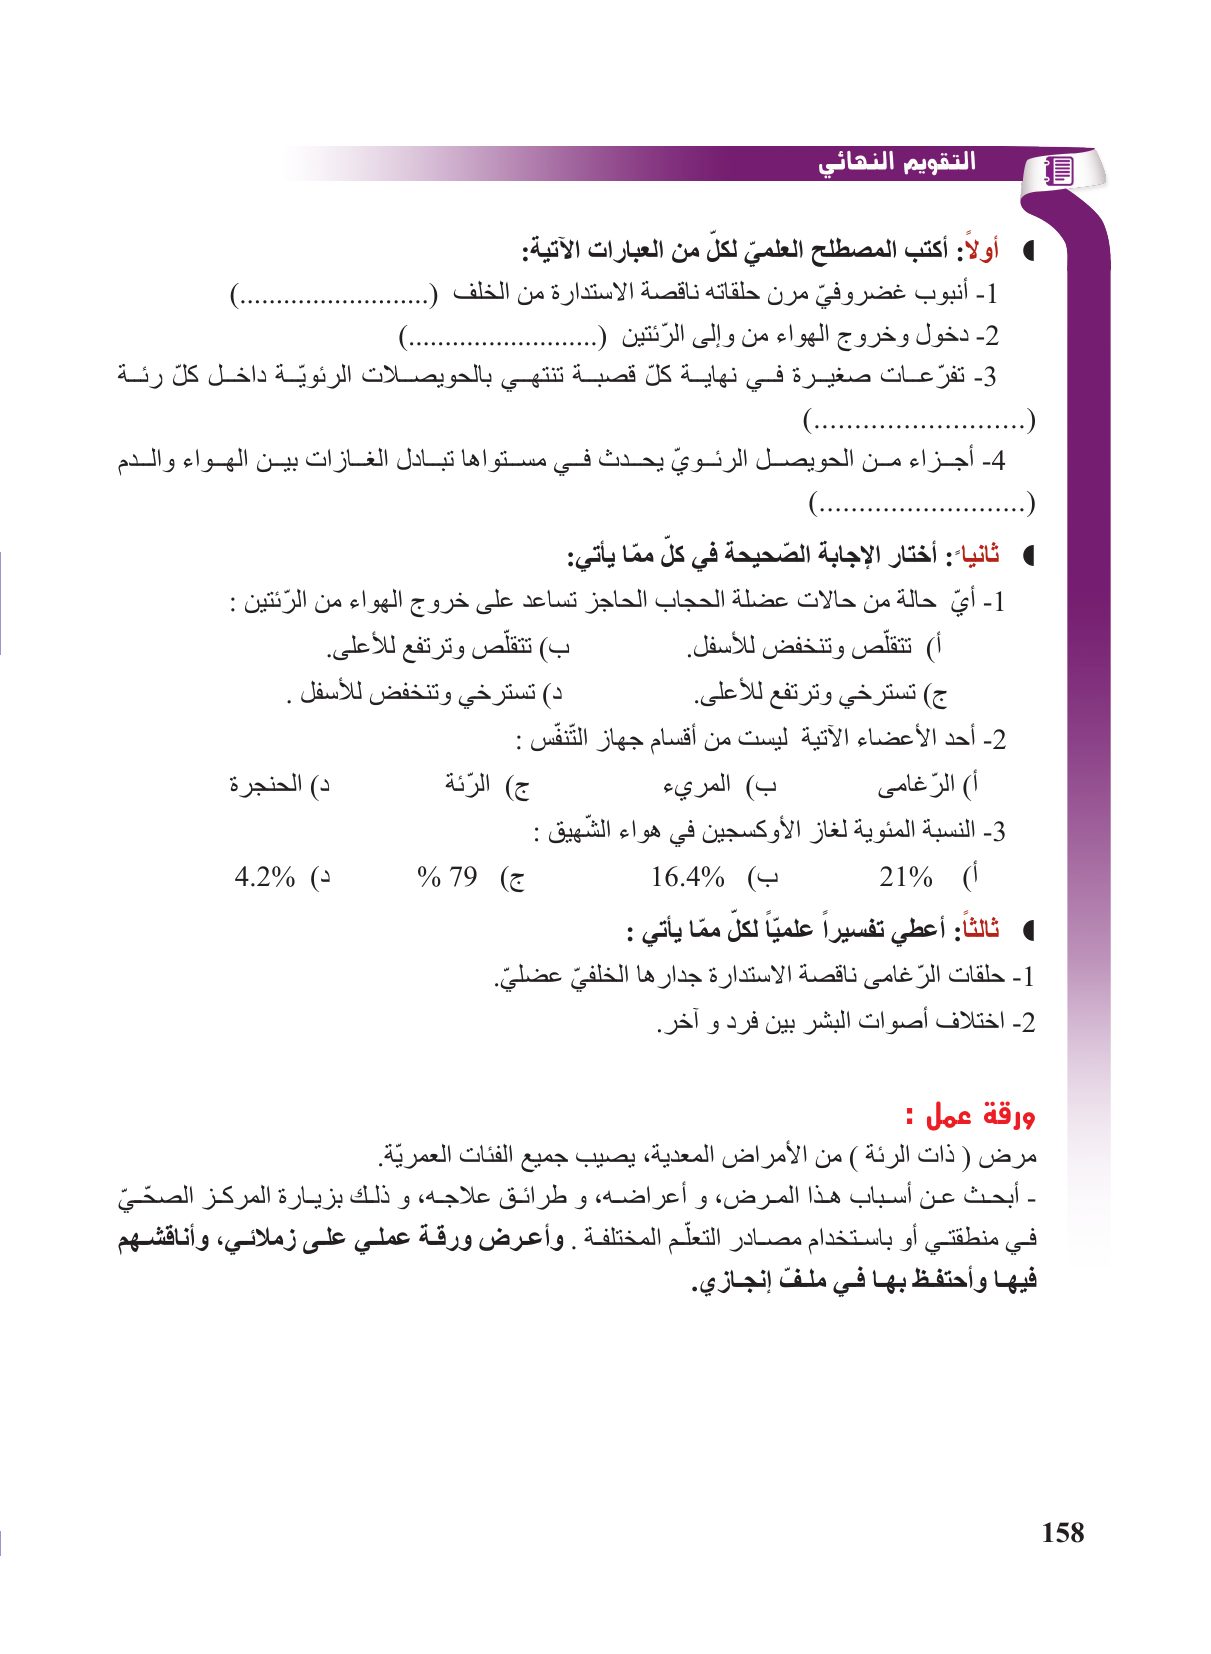 التقويم النهائي
أولاً: أكتب المصطلح العلميّ لكلّ من العبارات الآتية:
1- أنبوب غضروفيّ مرن حلقاته ناقصة الاستدارة من الخلف (..........................)
2- دخول وخروج الهواء من وإلى الرّئتين (..........................)
3- تفرّعات صغيرة في نهاية كلّ قصبة تنتهي بالحويصلات الرئويّة داخل كلّ رئة
(..........................)
4- أجزاء من الحويصل الرئويّ يحدث في مستواها تبادل الغازات بين الهواء والدم
(..........................)
ثانياً: أختار الإجابة الصّحيحة في كلّ ممّا يأتي:
1- أيّ حالة من حالات عضلة الحجاب الحاجز تساعد على خروج الهواء من الرّئتين :
أ) تتقلّص وتنخفض للأسفل. ب) تتقلّص وترتفع للأعلى.
ج) تسترخي وترتفع للأعلى. د) تسترخي وتنخفض للأسفل .
2- أحد الأعضاء الآتية ليست من أقسام جهاز التّنفّس :
أ) الرّغامى ب) المريء ج) الرّئة د) الحنجرة
3- النسبة المئوية لغاز الأوكسجين في هواء الشّهيق :
أ) 21% ب) 16.4% ج) 79 % د) 4.2%
ثالثاً: أعطي تفسيراً علميّاً لكلّ ممّا يأتي :
1- حلقات الرّغامى ناقصة الاستدارة جدارها الخلفيّ عضليّ.
2- اختلاف أصوات البشر بين فرد و آخر.
ورقة عمل :
مرض ( ذات الرئة ) من الأمراض المعدية، يصيب جميع الفئات العمريّة.
- أبحث عن أسباب هذا المرض، و أعراضه، و طرائق علاجه، و ذلك بزيارة المركز الصحّيّ
في منطقتي أو باستخدام مصادر التعلّم المختلفة . وأعرض ورقة عملي على زملائي، وأناقشهم
فيها وأحتفظ بها في ملفّ إنجازي.
158